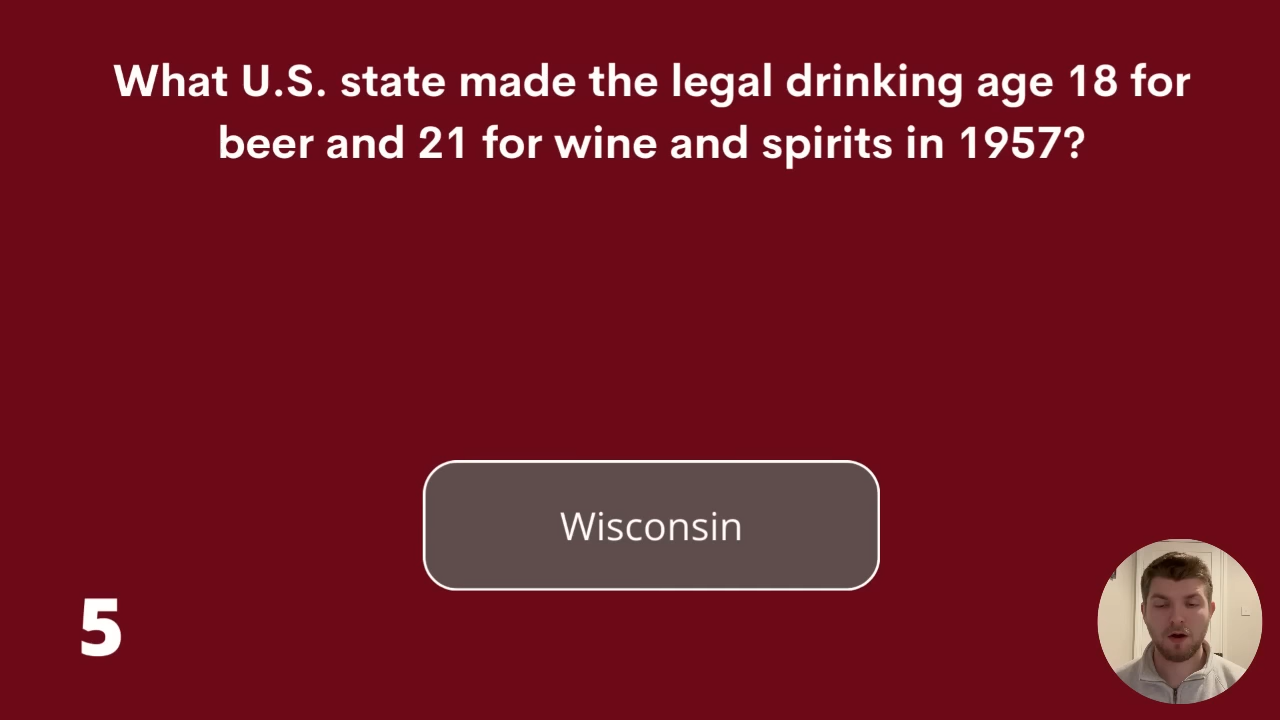 What U.S. state made the legal drinking age 18 for
beer and 21 for wine and spirits in 1957?
Wisconsin
5